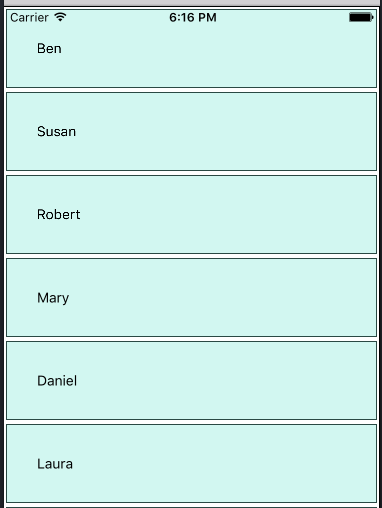 Carrier 6:16 PM
Ben
Susan
Robert
Mary
Daniel
Laura